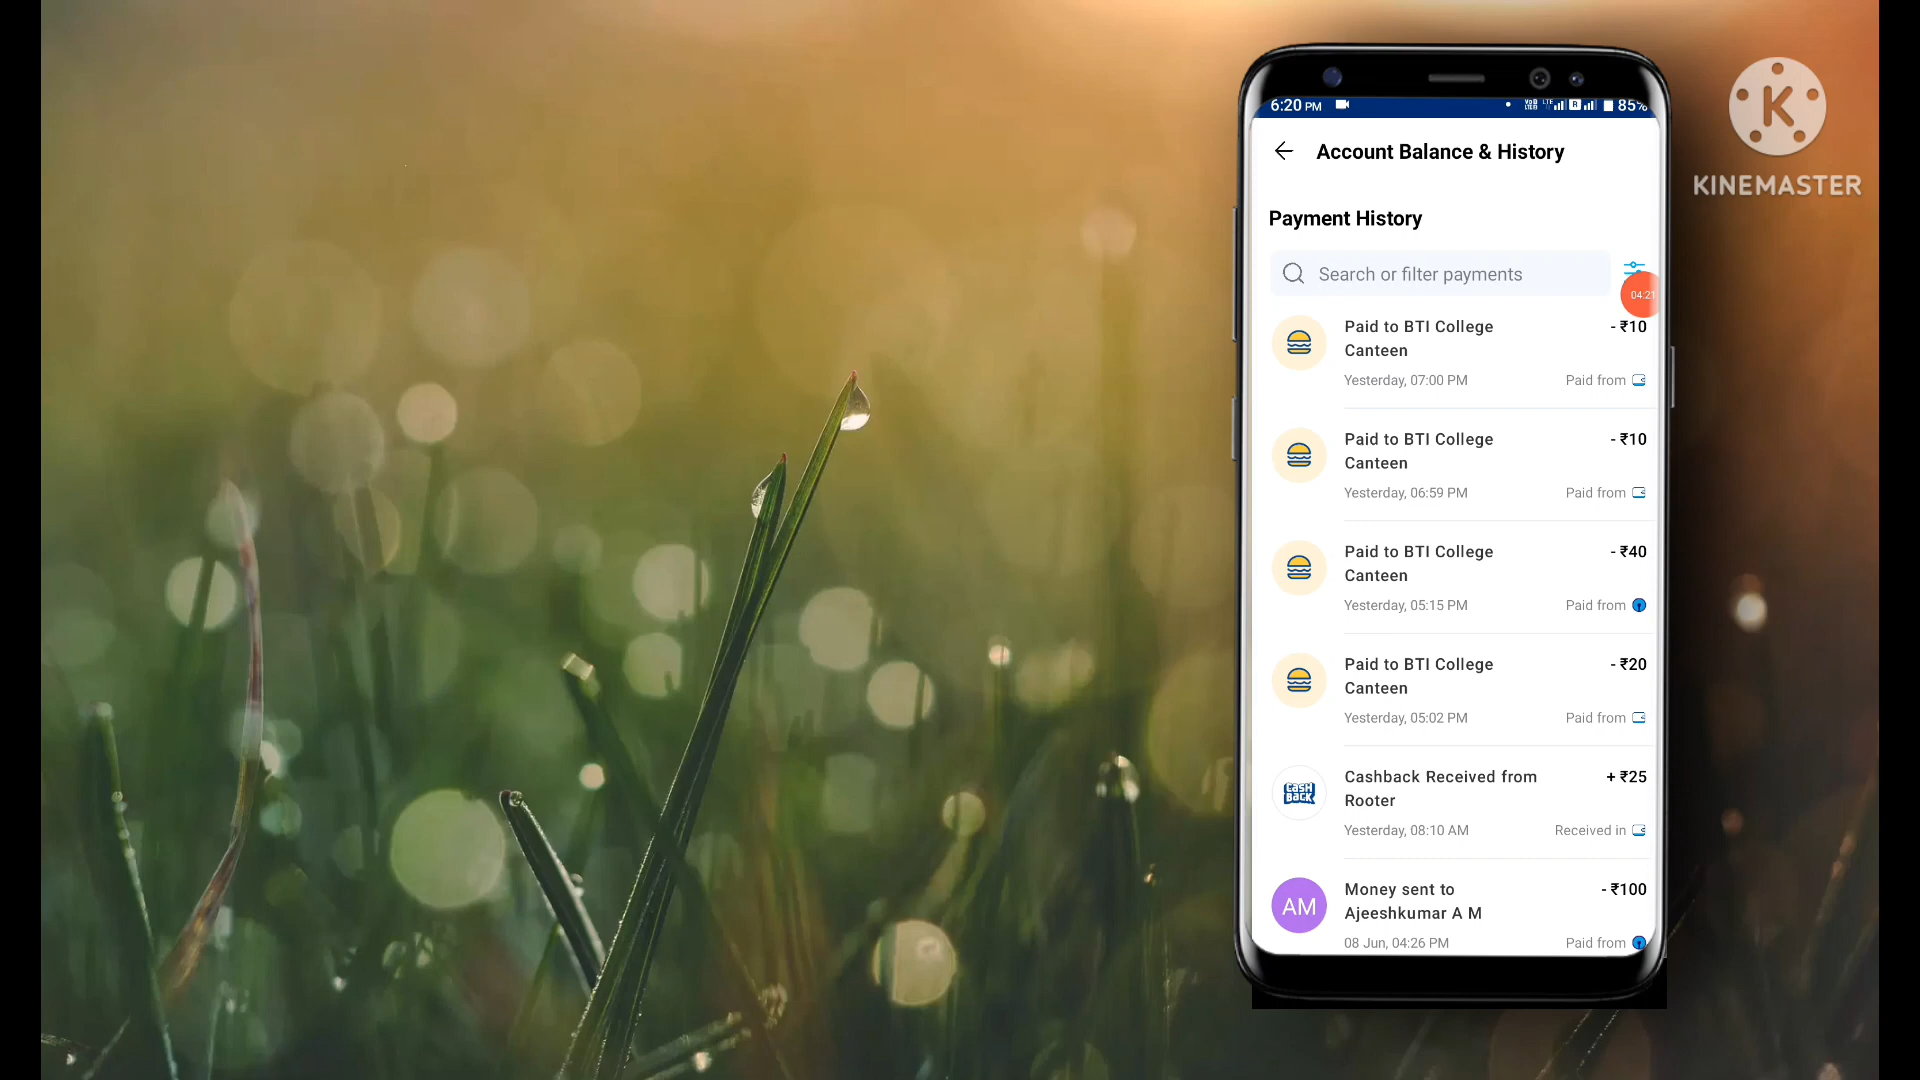 6:20 PM
85%
Account Balance & History
Payment History
Search or filter payments
04:21
Paid to BTI College
Canteen
- ₹10
Yesterday, 07:00 PM
Paid from
Paid to BTI College
Canteen
- ₹10
Yesterday, 06:59 PM
Paid from
Paid to BTI College
Canteen
- ₹40
Yesterday, 05:15 PM
Paid from
Paid to BTI College
Canteen
- ₹20
Yesterday, 05:02 PM
Paid from
CASH
BACK
Cashback Received from
Rooter
+ ₹25
Yesterday, 08:10 AM
Received in
AM
Money sent to
Ajeeshkumar A M
- ₹100
08 Jun, 04:26 PM
Paid from
K
KINEMASTER